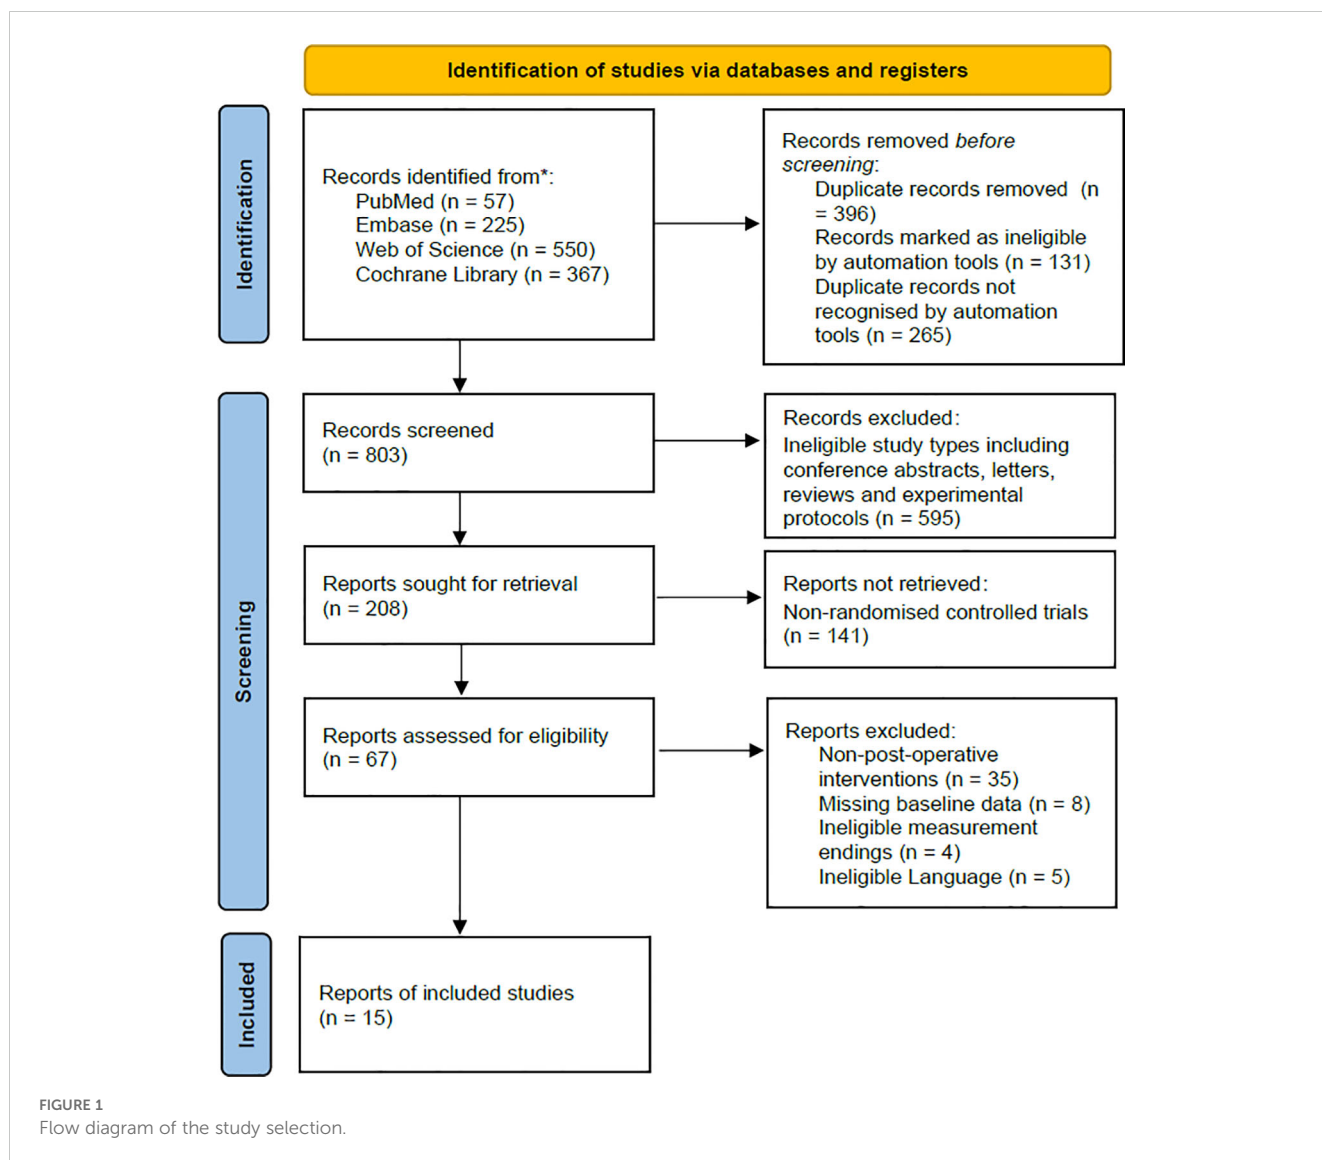 Identification of studies via databases and registers
Identification
Records identified from*:
PubMed (n = 57)
Embase (n = 225)
Web of Science (n = 550)
Cochrane Library (n = 367)
Records removed before
screening:
Duplicate records removed (n
= 396)
Records marked as ineligible
by automation tools (n = 131)
Duplicate records not
recognised by automation
tools (n = 265)
Screening
Records screened
(n = 803)
Records excluded:
Ineligible study types including
conference abstracts, letters,
reviews and experimental
protocols (n = 595)
Reports sought for retrieval
(n = 208)
Reports not retrieved:
Non-randomised controlled trials
(n = 141)
Reports assessed for eligibility
(n = 67)
Reports excluded:
Non-post-operative
interventions (n = 35)
Missing baseline data (n = 8)
Ineligible measurement
endings (n = 4)
Ineligible Language (n = 5)
Included
Reports of included studies
(n = 15)
FIGURE 1
Flow diagram of the study selection.